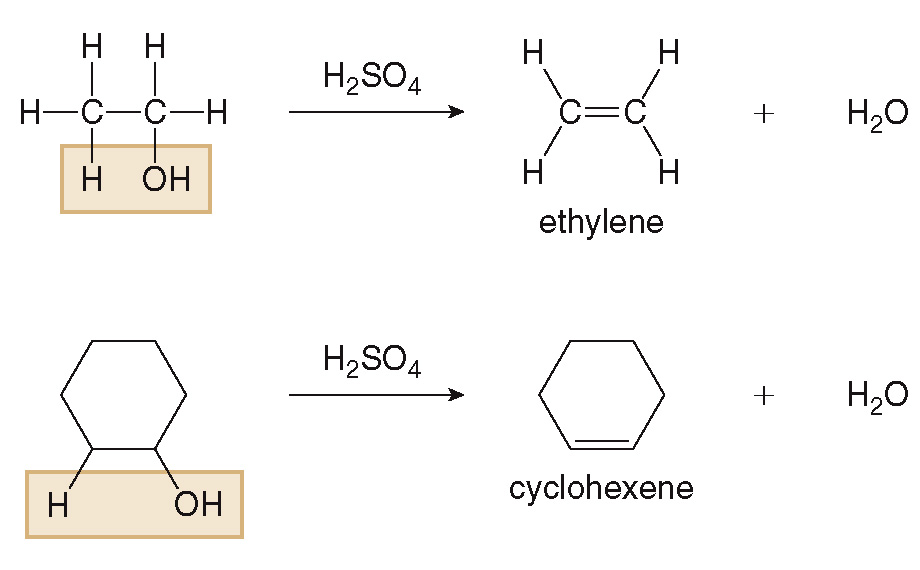 H H H H
H C C H H₂SO₄ C C + H₂O
H OH H H
ethylene
H₂SO₄ + H₂O
H OH cyclohexene